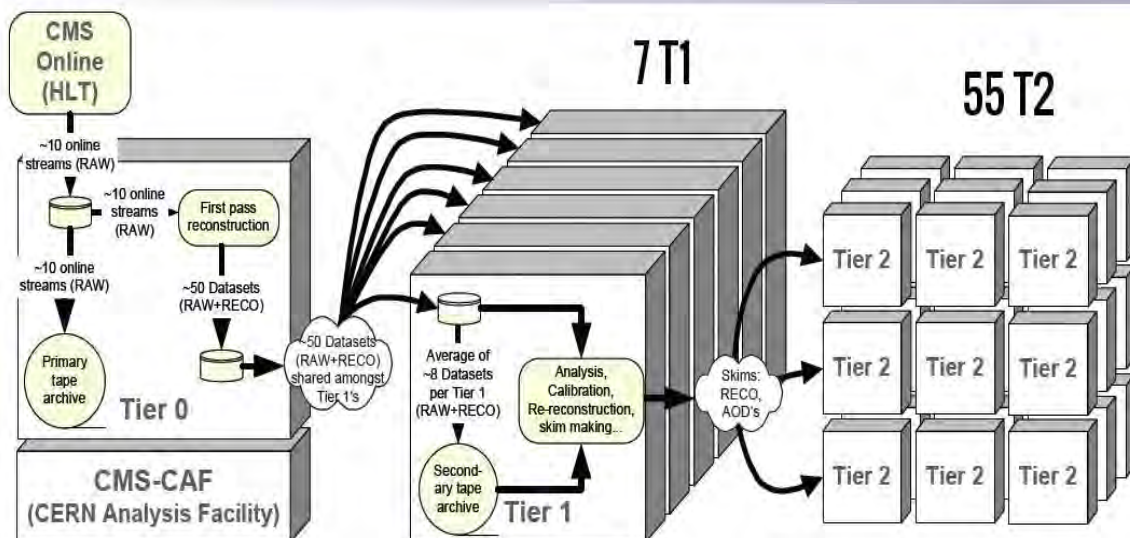 CMS
Online
(HLT)
~10 online
streams (RAW)
~10 online
streams
(RAW)
First pass
reconstruction
~10 online
streams (RAW)
~50 Datasets
(RAW+RECO)
Primary
tape
archive
Tier 0
CMS-CAF
(CERN Analysis Facility)
~50 Datasets
(RAW+RECO)
shared amongst
Tier 1's
7 T1
Average of
~8 Datasets
per Tier 1
(RAW+RECO)
Analysis,
Calibration,
Re-reconstruction,
skim making...
Second-
ary tape
archive
Tier 1
Skims:
RECO,
AOD's
55 T2
Tier 2
Tier 2
Tier 2
Tier 2
Tier 2
Tier 2
Tier 2
Tier 2
Tier 2